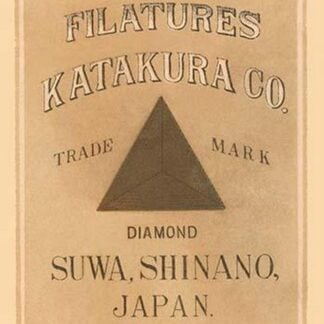 FILATURES
KATAKURA CO.
TRADE MARK
DIAMOND
SUWA, SHINANO,
JAPAN.